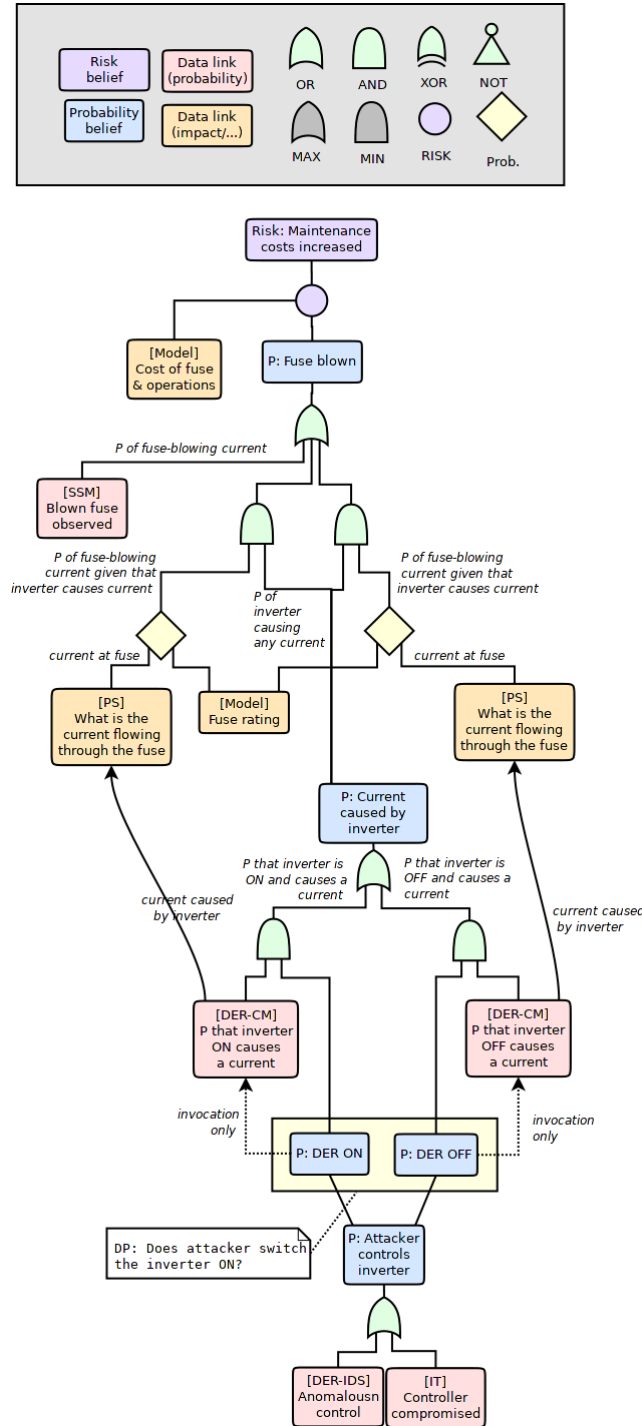 Risk
belief
Data link
(probability)
OR
AND
XOR
NOT
Probability
belief
Data link
(impact/...)
MAX
MIN
RISK
Prob.
Risk: Maintenance
costs increased
[Model]
Cost of fuse
& operations
P: Fuse blown
P of fuse-blowing current
[SSM]
Blown fuse
observed
P of fuse-blowing
current given that
inverter causes current
P of
inverter
causing
any current
P of fuse-blowing
current given that
inverter causes current
current at fuse
current at fuse
[PS]
What is the
current flowing
through the fuse
[Model]
Fuse rating
[PS]
What is the
current flowing
through the fuse
P: Current
caused by
inverter
P that inverter is
ON and causes a
current
P that inverter is
OFF and causes a
current
current caused
by inverter
current caused
by inverter
[DER-CM]
P that inverter
ON causes
a current
[DER-CM]
P that inverter
OFF causes
a current
invocation
only
invocation
only
P: DER ON
P: DER OFF
DP: Does attacker switch
the inverter ON?
P: Attacker
controls
inverter
[DER-IDS]
Anomalousn
control
[IT]
Controller
compromised